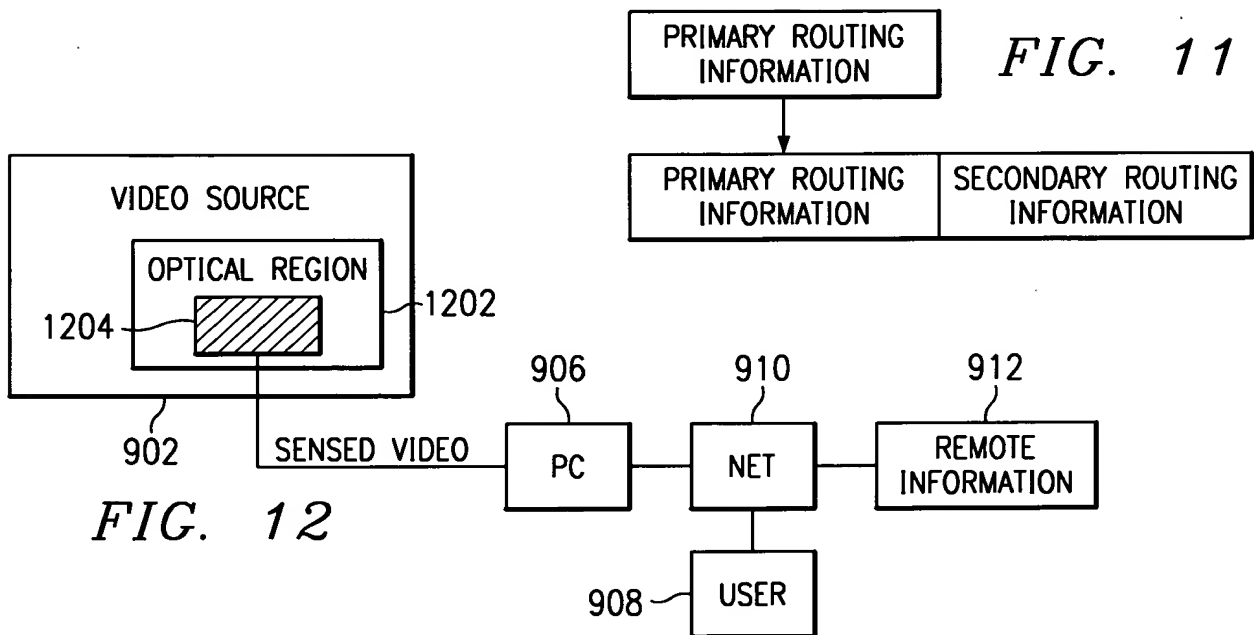 PRIMARY ROUTING
INFORMATION
FIG. 11
PRIMARY ROUTING
INFORMATION
SECONDARY ROUTING
INFORMATION
VIDEO SOURCE
OPTICAL REGION
1204
1202
902
SENSED VIDEO
906
PC
910
NET
912
REMOTE
INFORMATION
908
USER
FIG. 12